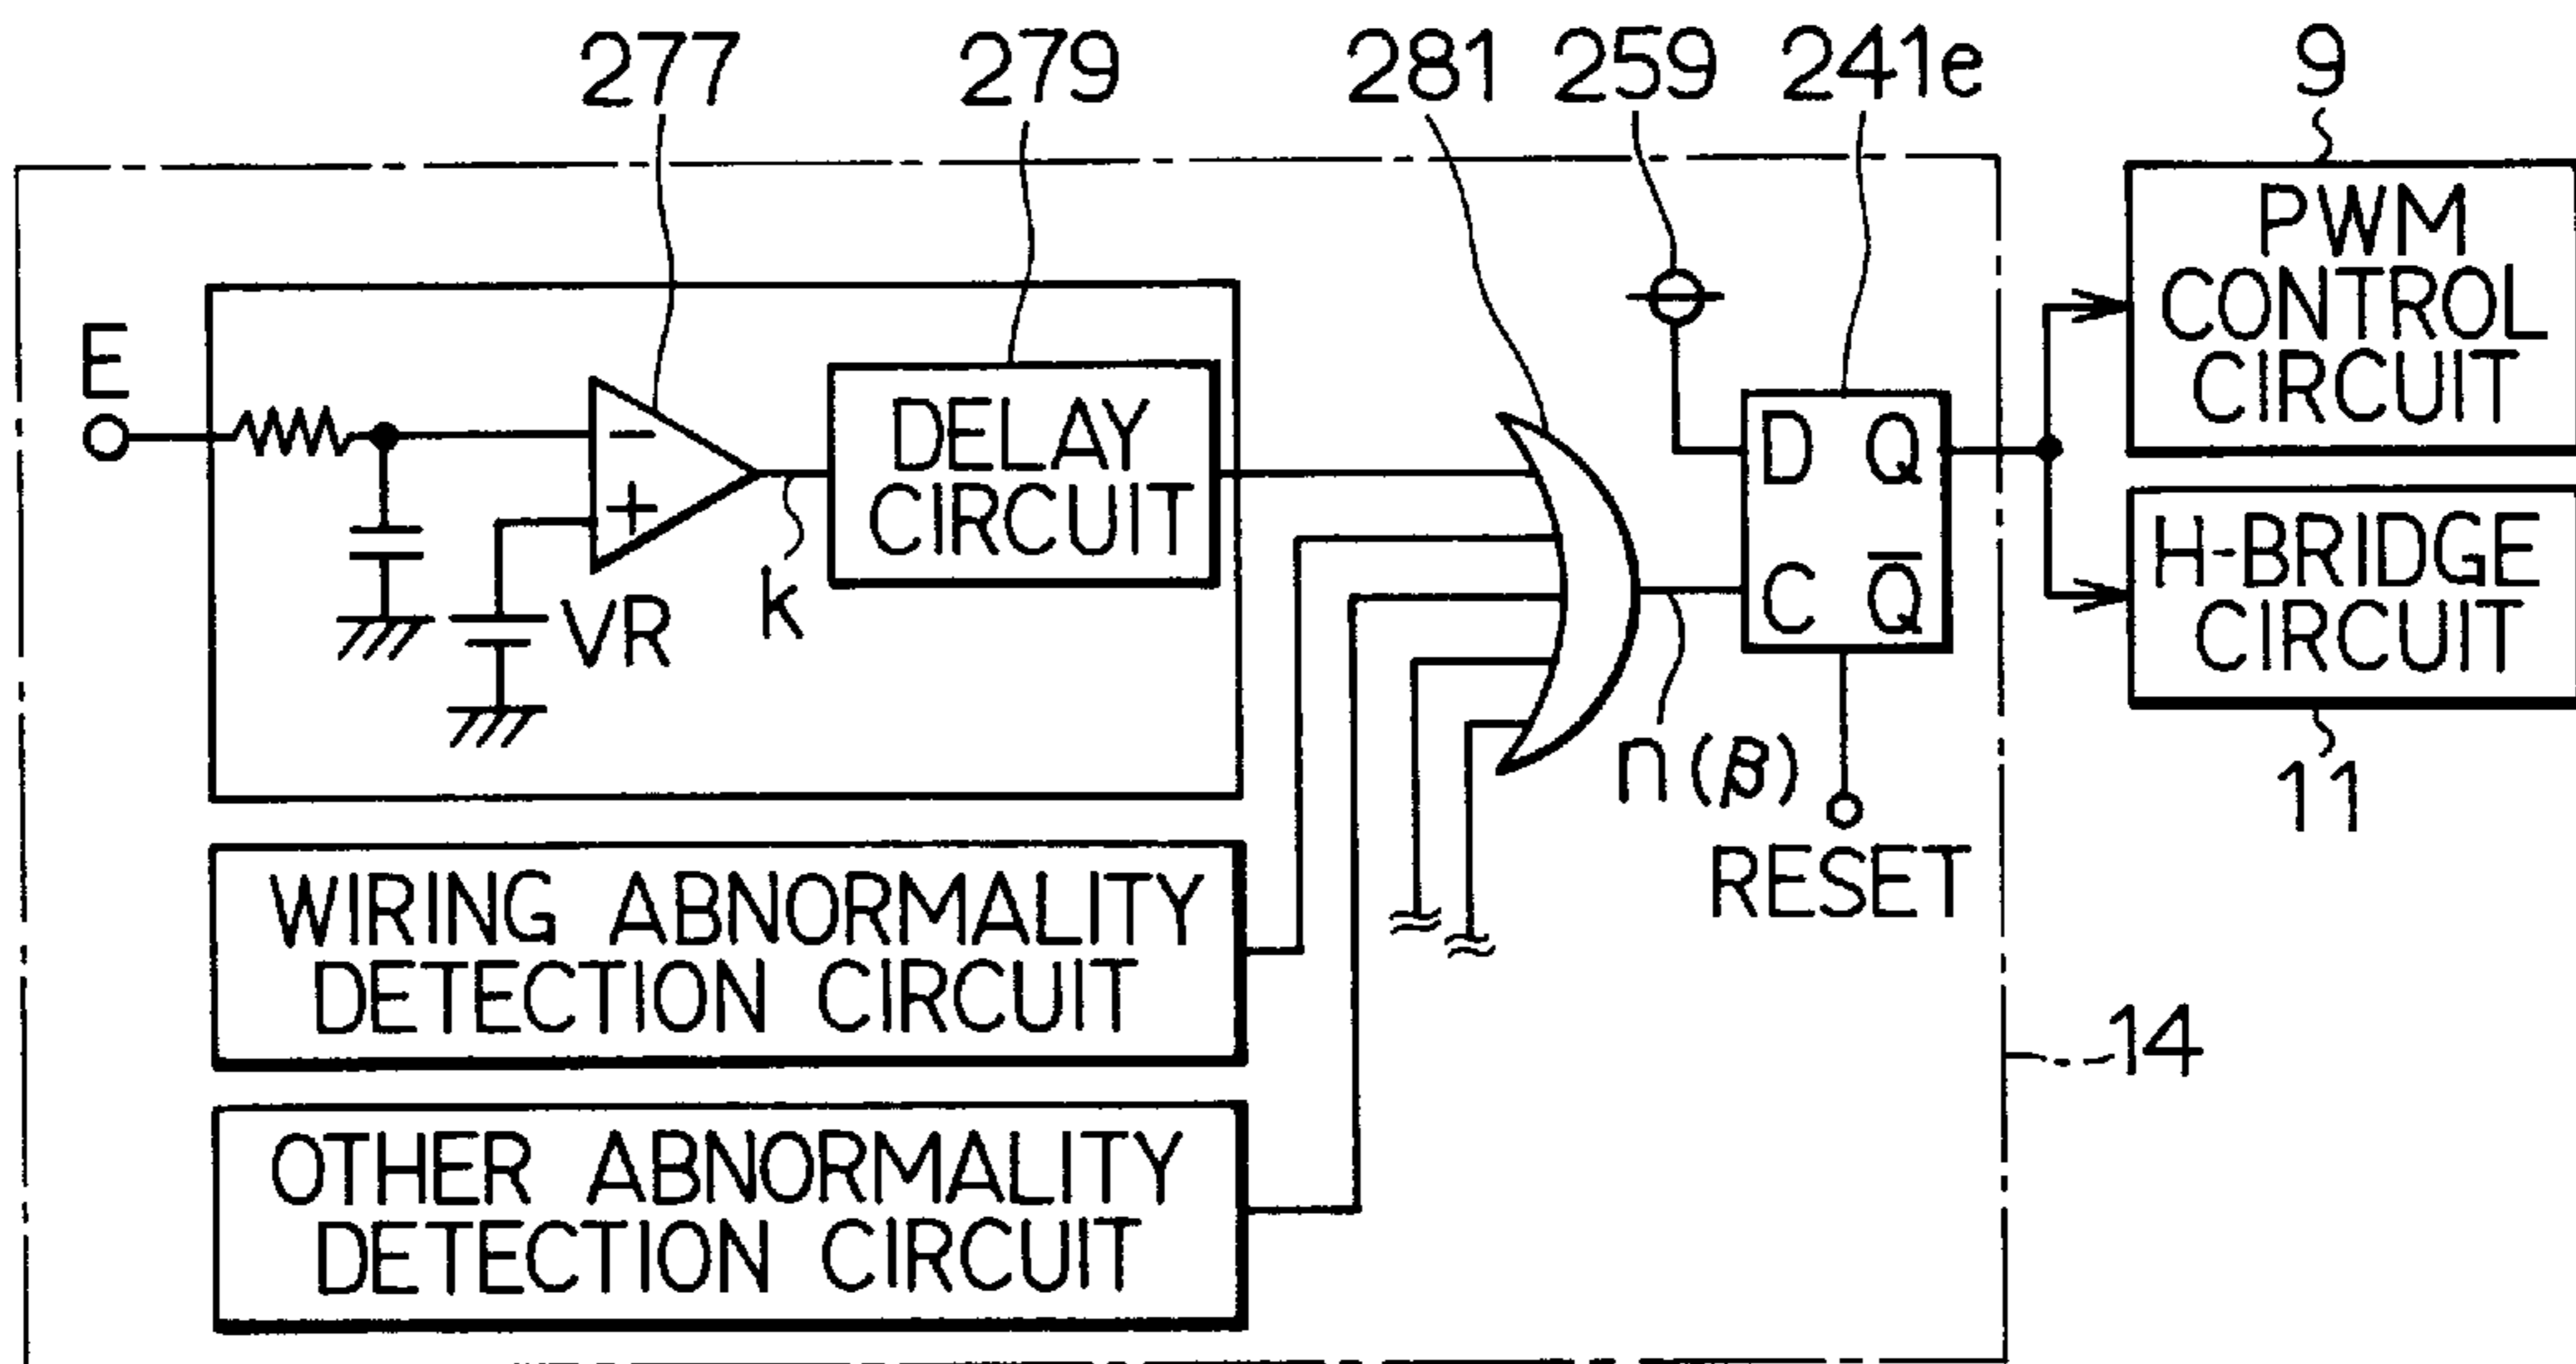 277 279 281 259 241e 9
PWM
CONTROL
CIRCUIT
E
DELAY
CIRCUIT
D Q
C Q̅
H-BRIDGE
CIRCUIT
- 
+
VR
k
n(β)
11
RESET
WIRING ABNORMALITY
DETECTION CIRCUIT
14
OTHER ABNORMALITY
DETECTION CIRCUIT